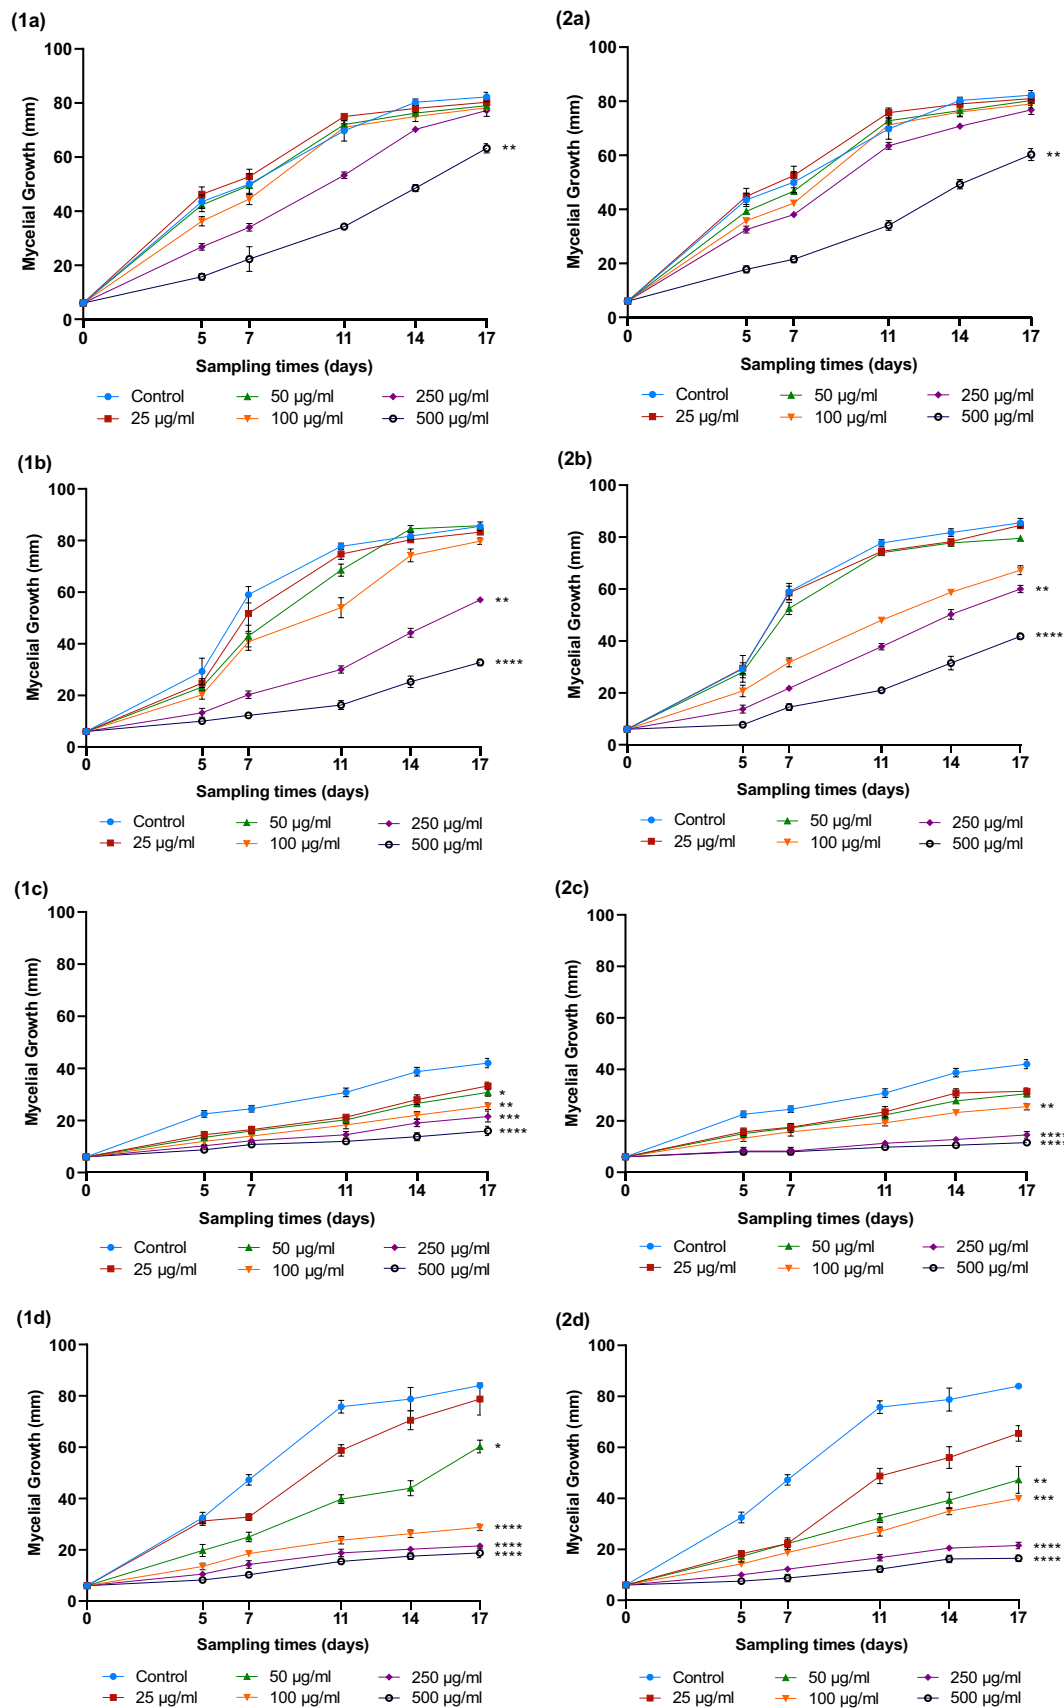 (1a)
Mycelial Growth (mm)
100
80
60
40
20
0
**
0 5 7 11 14 17
Sampling times (days)
Control 50 µg/ml 250 µg/ml
25 µg/ml 100 µg/ml 500 µg/ml
(2a)
Mycelial Growth (mm)
100
80
60
40
20
0
**
0 5 7 11 14 17
Sampling times (days)
Control 50 µg/ml 250 µg/ml
25 µg/ml 100 µg/ml 500 µg/ml
(1b)
Mycelial Growth (mm)
100
80
60
40
20
0
**
****
0 5 7 11 14 17
Sampling times (days)
Control 50 µg/ml 250 µg/ml
25 µg/ml 100 µg/ml 500 µg/ml
(2b)
Mycelial Growth (mm)
100
80
60
40
20
0
**
****
0 5 7 11 14 17
Sampling times (days)
Control 50 µg/ml 250 µg/ml
25 µg/ml 100 µg/ml 500 µg/ml
(1c)
Mycelial Growth (mm)
100
80
60
40
20
0
*
**
***
****
0 5 7 11 14 17
Sampling times (days)
Control 50 µg/ml 250 µg/ml
25 µg/ml 100 µg/ml 500 µg/ml
(2c)
Mycelial Growth (mm)
100
80
60
40
20
0
**
****
****
0 5 7 11 14 17
Sampling times (days)
Control 50 µg/ml 250 µg/ml
25 µg/ml 100 µg/ml 500 µg/ml
(1d)
Mycelial Growth (mm)
100
80
60
40
20
0
*
****
****
****
0 5 7 11 14 17
Sampling times (days)
Control 50 µg/ml 250 µg/ml
25 µg/ml 100 µg/ml 500 µg/ml
(2d)
Mycelial Growth (mm)
100
80
60
40
20
0
**
***
****
****
0 5 7 11 14 17
Sampling times (days)
Control 50 µg/ml 250 µg/ml
25 µg/ml 100 µg/ml 500 µg/ml